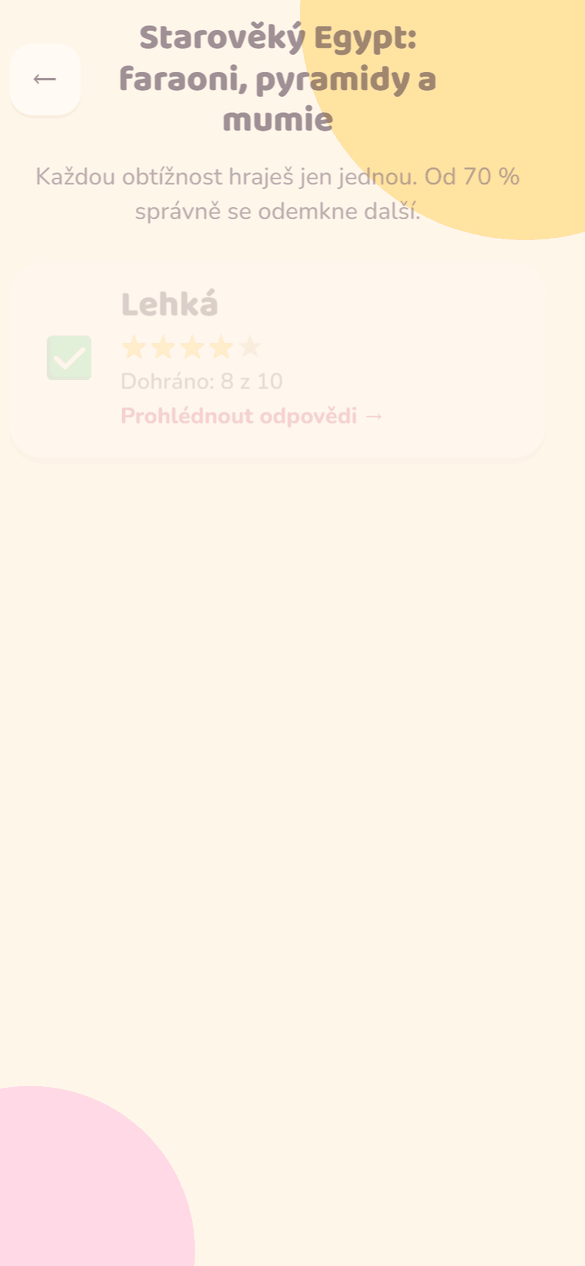 Starověký Egypt:
faraoni, pyramidy a
mumie
←
Každou obtížnost hraješ jen jednou. Od 70 %
správně se odemkne další.
Lehká
Dohráno: 8 z 10
Prohlédnout odpovědi →